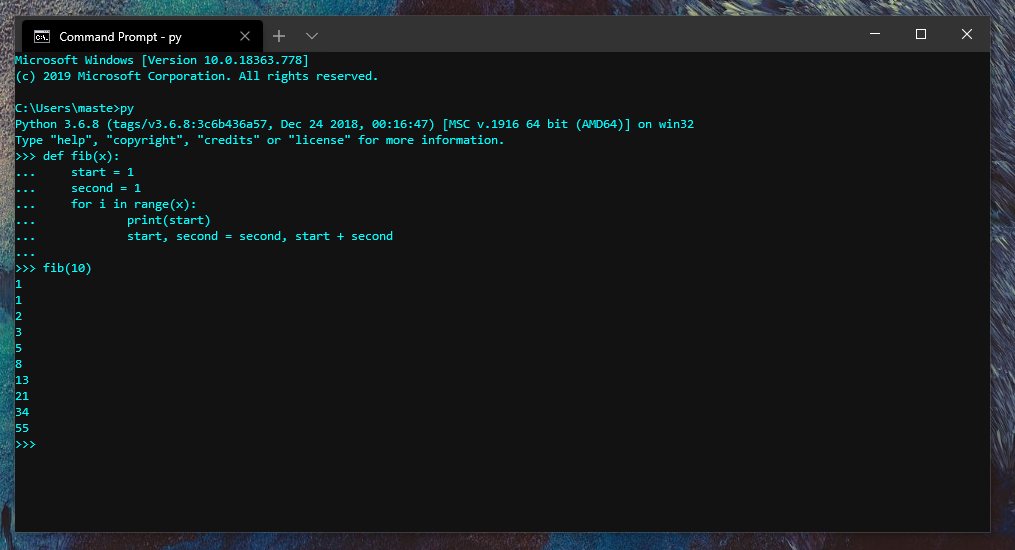 Command Prompt - py
Microsoft Windows [Version 10.0.18363.778]
(c) 2019 Microsoft Corporation. All rights reserved.
C:\Users\maste>py
Python 3.6.8 (tags/v3.6.8:3c6b436a57, Dec 24 2018, 00:16:47) [MSC v.1916 64 bit (AMD64)] on win32
Type "help", "copyright", "credits" or "license" for more information.
>>> def fib(x):
...     start = 1
...     second = 1
...     for i in range(x):
...             print(start)
...             start, second = second, start + second
...
>>> fib(10)
1
1
2
3
5
8
13
21
34
55
>>>